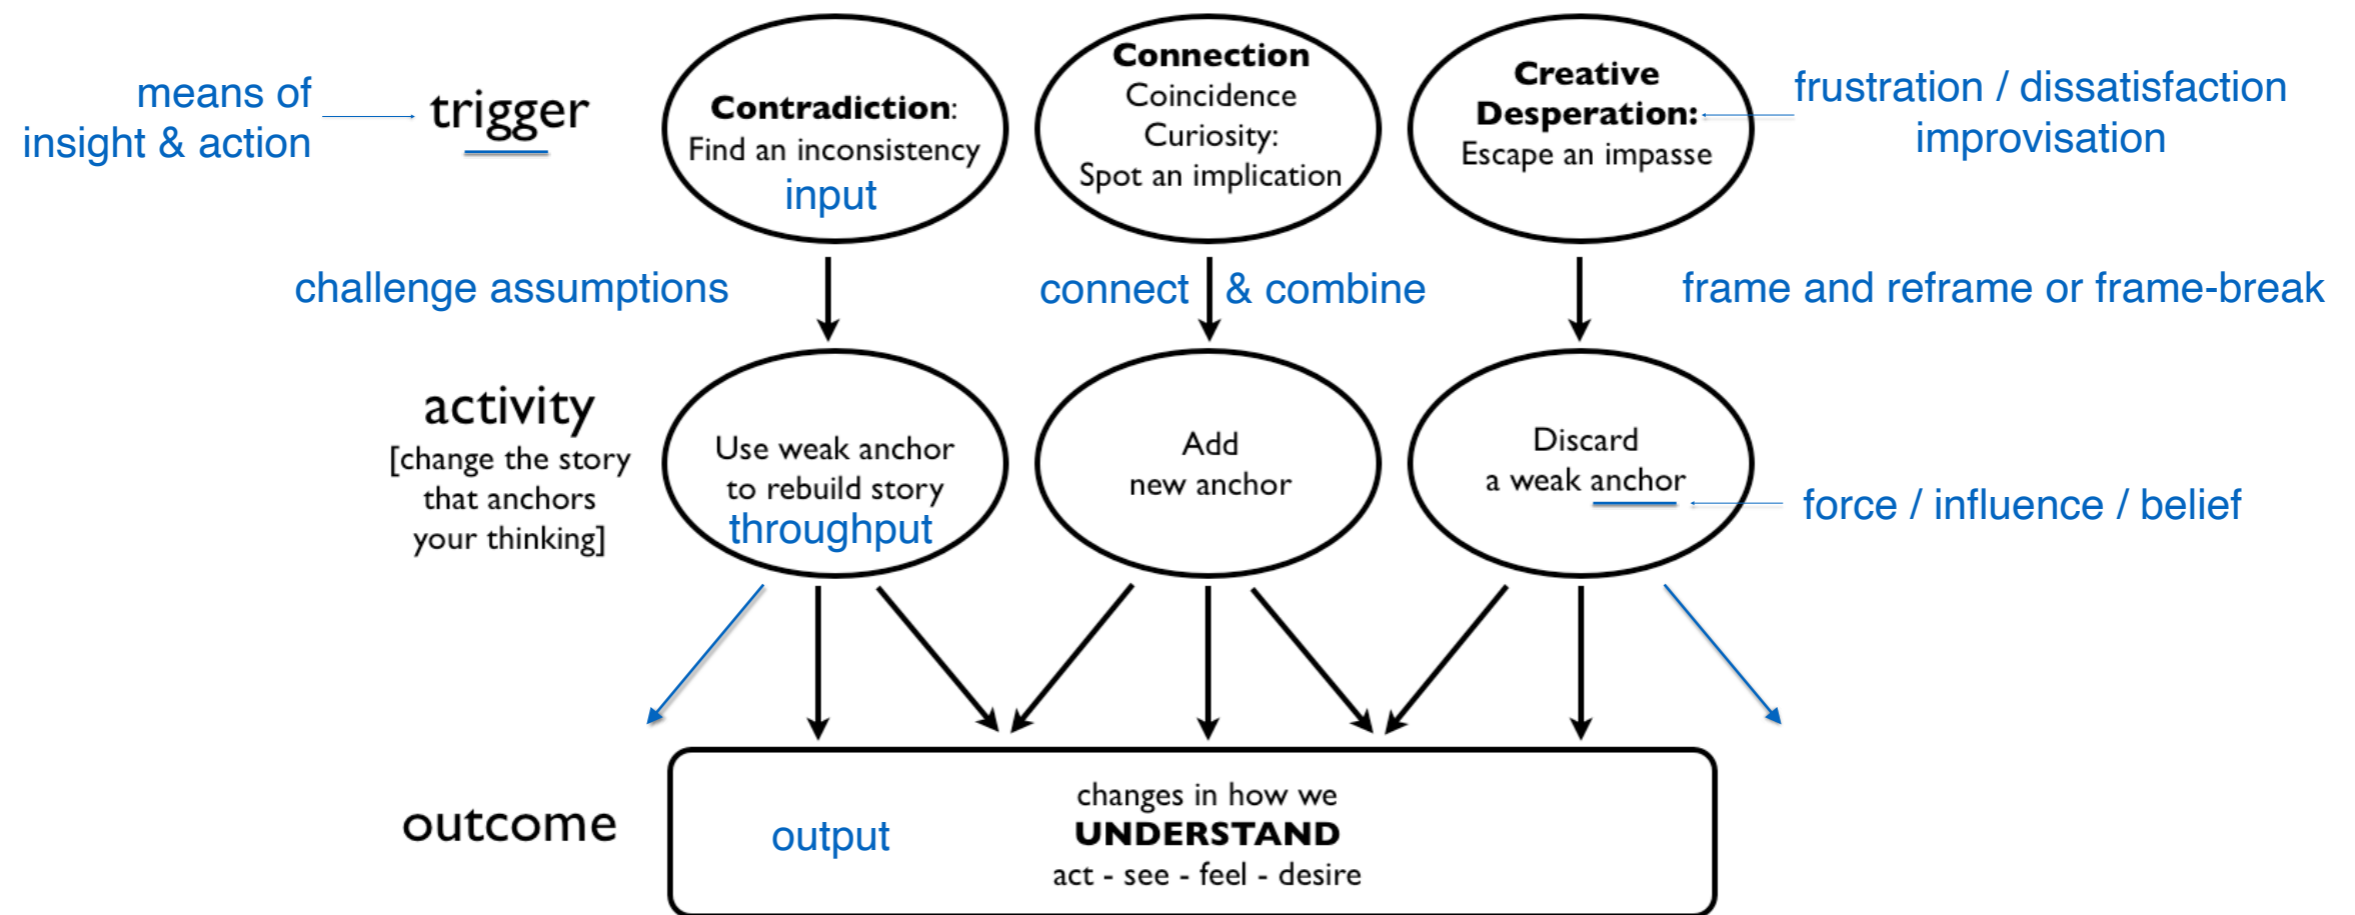 means of
insight & action
trigger
Contradiction:
Find an inconsistency
input
Connection
Coincidence
Curiosity:
Spot an implication
Creative
Desperation:
Escape an impasse
frustration / dissatisfaction
improvisation
challenge assumptions
connect & combine
frame and reframe or frame-break
activity
[change the story
that anchors
your thinking]
Use weak anchor
to rebuild story
throughput
Add
new anchor
Discard
a weak anchor
force / influence / belief
outcome
output
changes in how we
UNDERSTAND
act - see - feel - desire